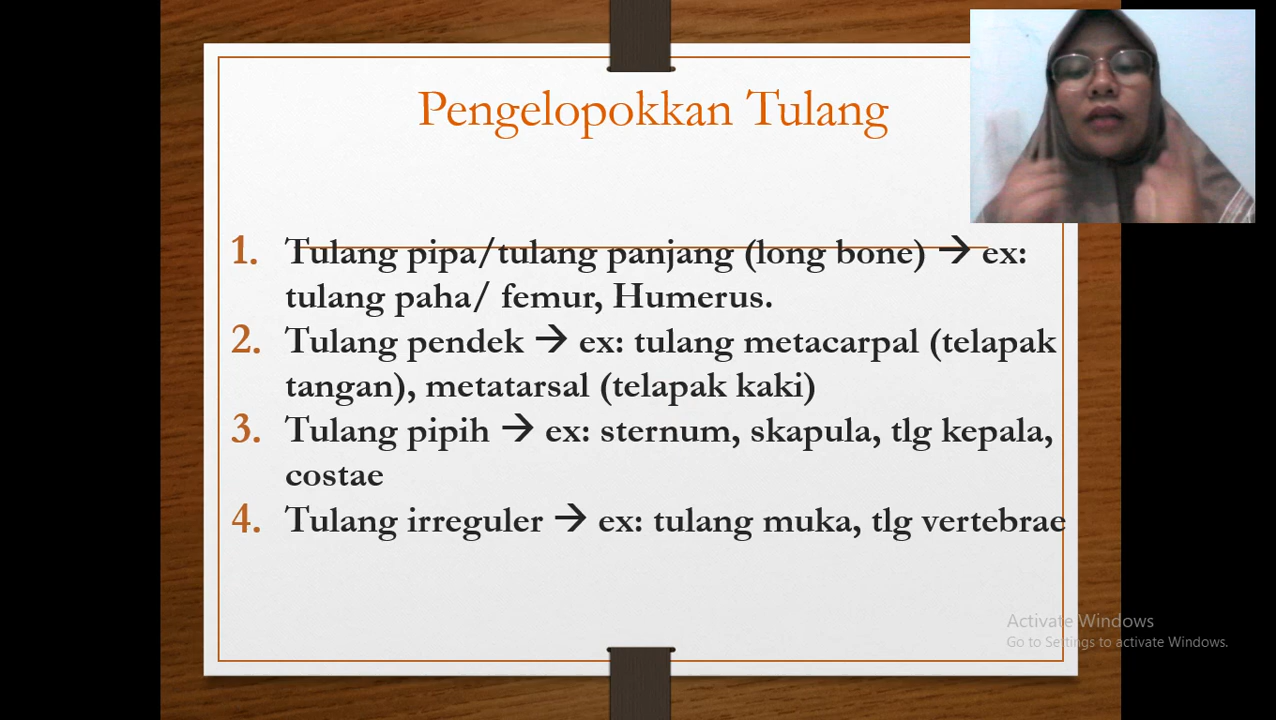 Pengelopokkan Tulang
1. Tulang pipa/tulang panjang (long bone) → ex:
tulang paha/ femur, Humerus.
2. Tulang pendek → ex: tulang metacarpal (telapak
tangan), metatarsal (telapak kaki)
3. Tulang pipih → ex: sternum, skapula, tlg kepala,
costae
4. Tulang irreguler → ex: tulang muka, tlg vertebrae
Activate Windows
Go to Settings to activate Windows.